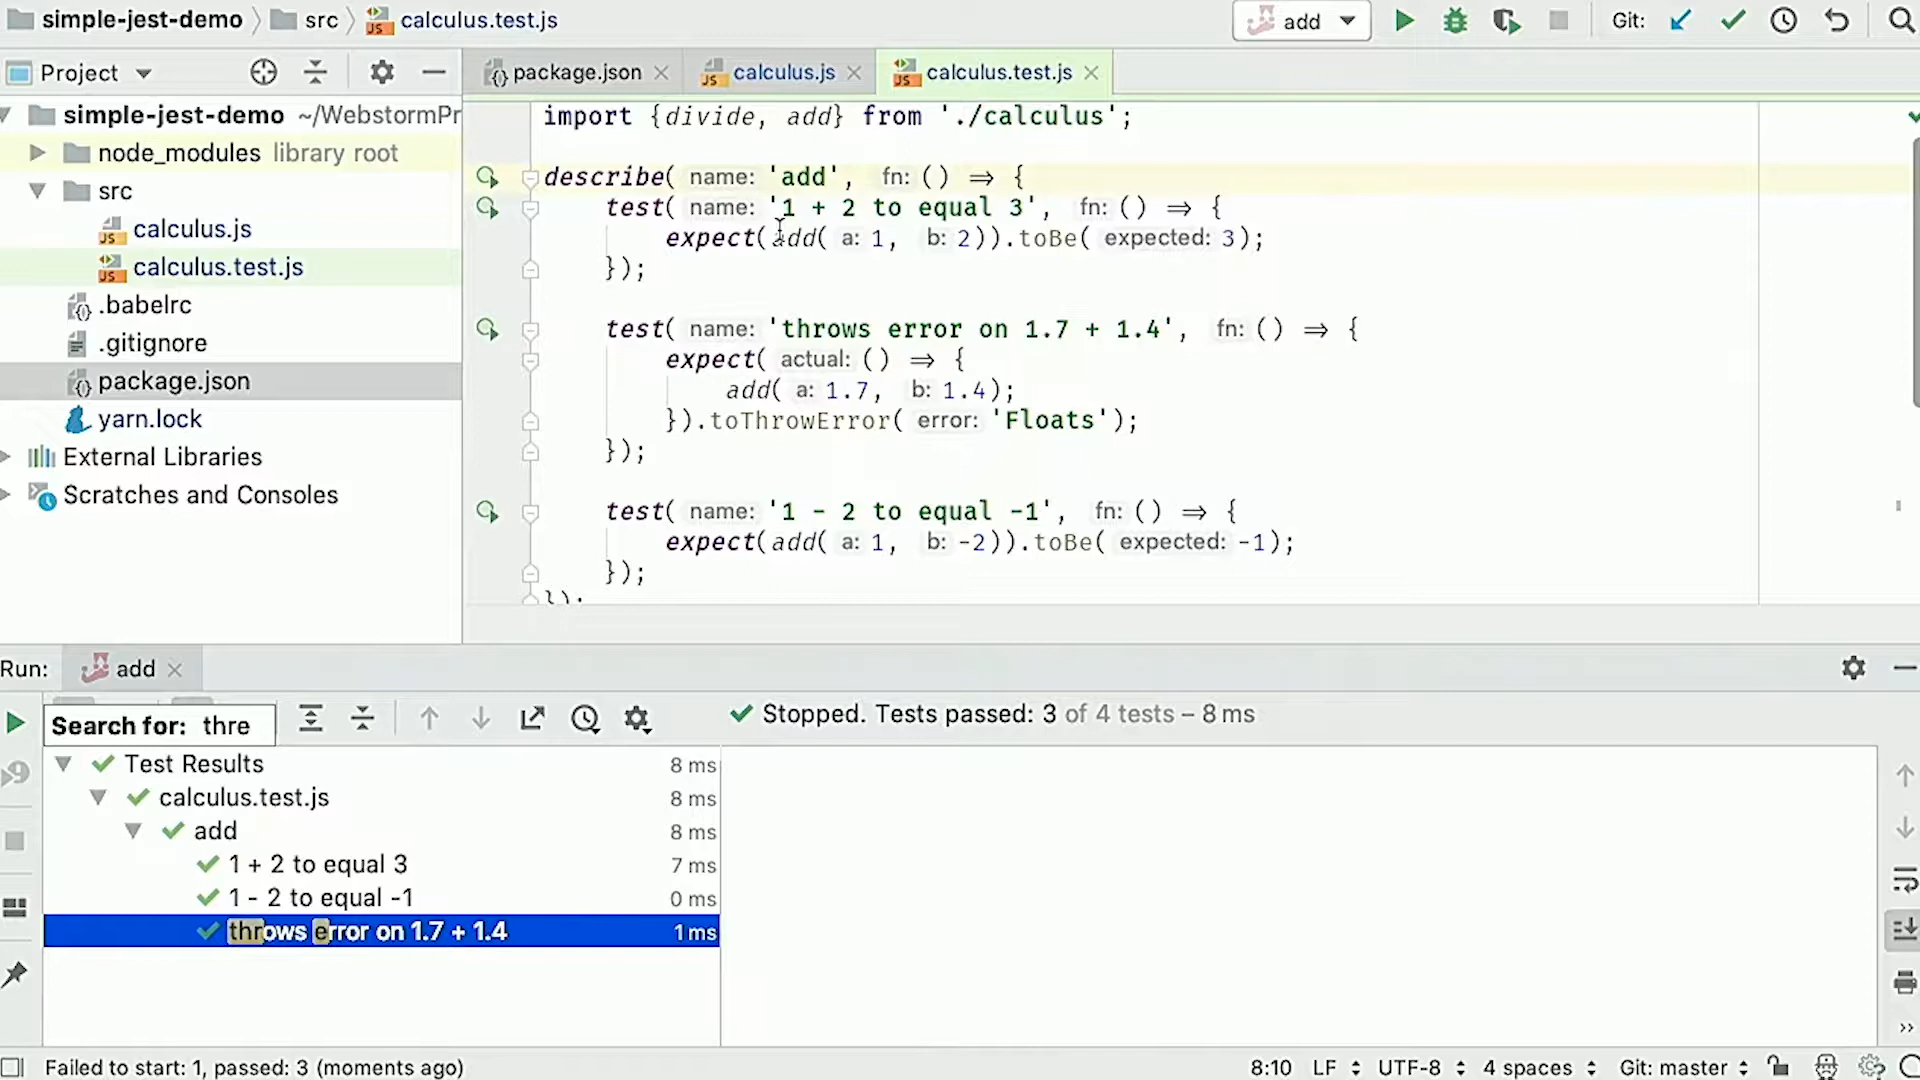 simple-jest-demo src calculus.test.js add Git:
Project package.json calculus.js calculus.test.js
simple-jest-demo ~/WebstormPr
node_modules library root
src
calculus.js
calculus.test.js
.babelrc
.gitignore
package.json
yarn.lock
External Libraries
Scratches and Consoles
import {divide, add} from './calculus';
describe( name: 'add', fn: () ⇒ {
test( name: '1 + 2 to equal 3', fn: () ⇒ {
expect(add( a: 1, b: 2)).toBe( expected: 3);
});
test( name: 'throws error on 1.7 + 1.4', fn: () ⇒ {
expect( actual: () ⇒ {
add( a: 1.7, b: 1.4);
}).toThrowError( error: 'Floats');
});
test( name: '1 - 2 to equal -1', fn: () ⇒ {
expect(add( a: 1, b: -2)).toBe( expected: -1);
});
});
Run: add
Search for: thre
Stopped. Tests passed: 3 of 4 tests – 8 ms
Test Results 8 ms
calculus.test.js 8 ms
add 8 ms
1 + 2 to equal 3 7 ms
1 - 2 to equal -1 0 ms
throws error on 1.7 + 1.4 1 ms
Failed to start: 1, passed: 3 (moments ago) 8:10 LF UTF-8 4 spaces Git: master